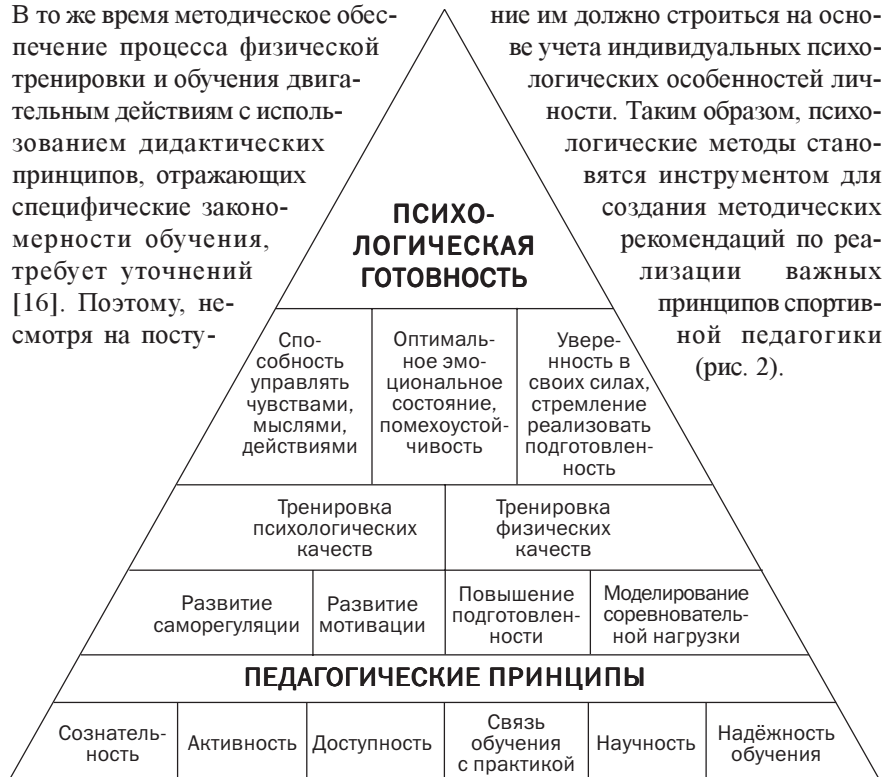 В то же время методическое обес-
печение процесса физической
тренировки и обучения двига-
тельным действиям с исполь-
зованием дидактических
принципов, отражающих
специфические законо-
мерности обучения,
требует уточнений
[16]. Поэтому, не-
смотря на посту-
ние им должно строиться на осно-
ве учета индивидуальных психо-
логических особенностей лич-
ности. Таким образом, психо-
логические методы стано-
вятся инструментом для
создания методических
рекомендаций по реа-
лизации важных
принципов спортив-
ной педагогики
(рис. 2).
ПСИХО-
ЛОГИЧЕСКАЯ
ГОТОВНОСТЬ
Спо-
собность
управлять
чувствами,
мыслями,
действиями
Оптималь-
ное эмо-
циональное
состояние,
помехоустой-
чивость
Увере-
нность в
своих силах,
стремление
реализовать
подготовлен-
ность
Тренировка
психологических
качеств
Тренировка
физических
качеств
Развитие
саморегуляции
Развитие
мотивации
Повышение
подготовлен-
ности
Моделирование
соревнователь-
ной нагрузки
ПЕДАГОГИЧЕСКИЕ ПРИНЦИПЫ
Сознатель-
ность
Активность
Доступность
Связь
обучения
с практикой
Научность
Надёжность
обучения